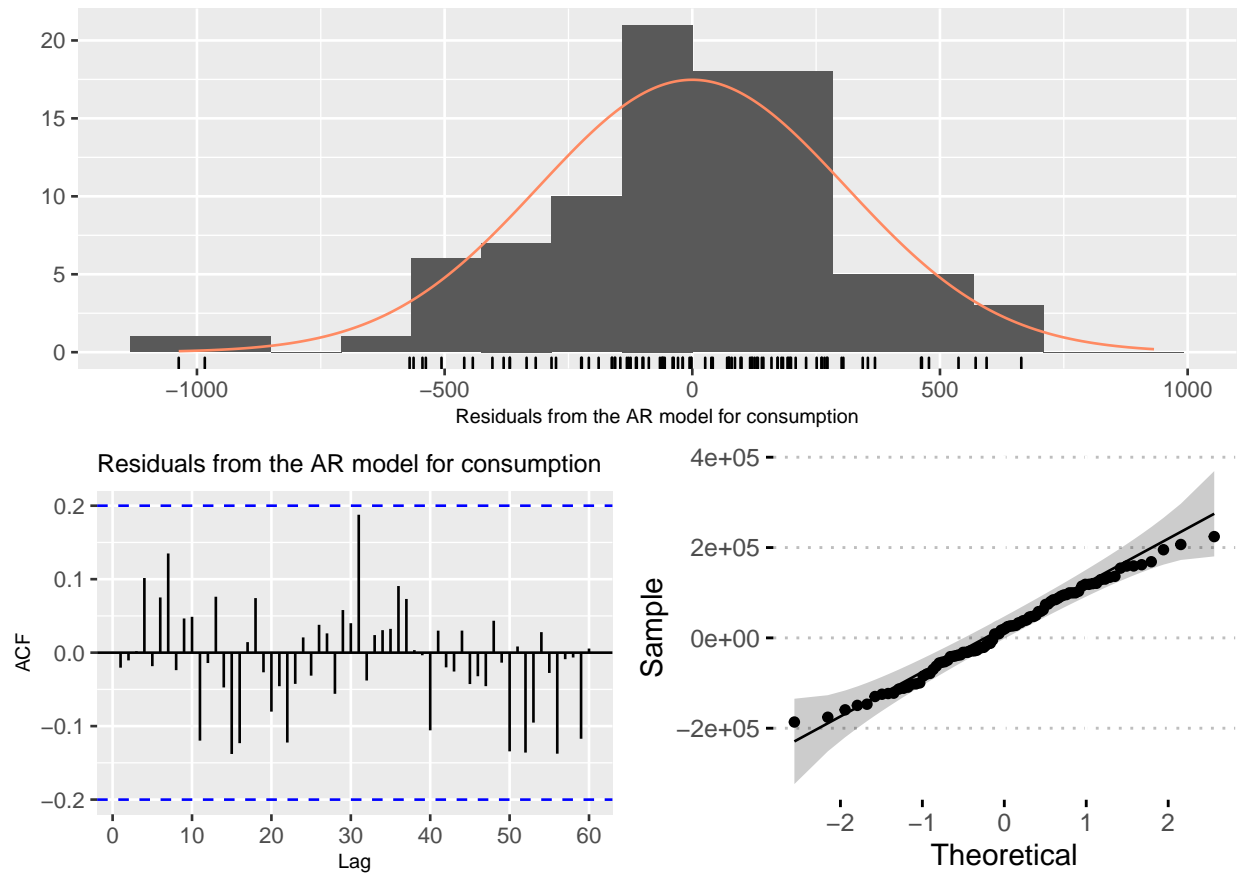 20
15
10
5
0
−1000 −500 0 500 1000
Residuals from the AR model for consumption
Residuals from the AR model for consumption
0.2
0.1
0.0
−0.1
−0.2
ACF
0 10 20 30 40 50 60
Lag
4e+05
2e+05
0e+00
−2e+05
Sample
−2 −1 0 1 2
Theoretical